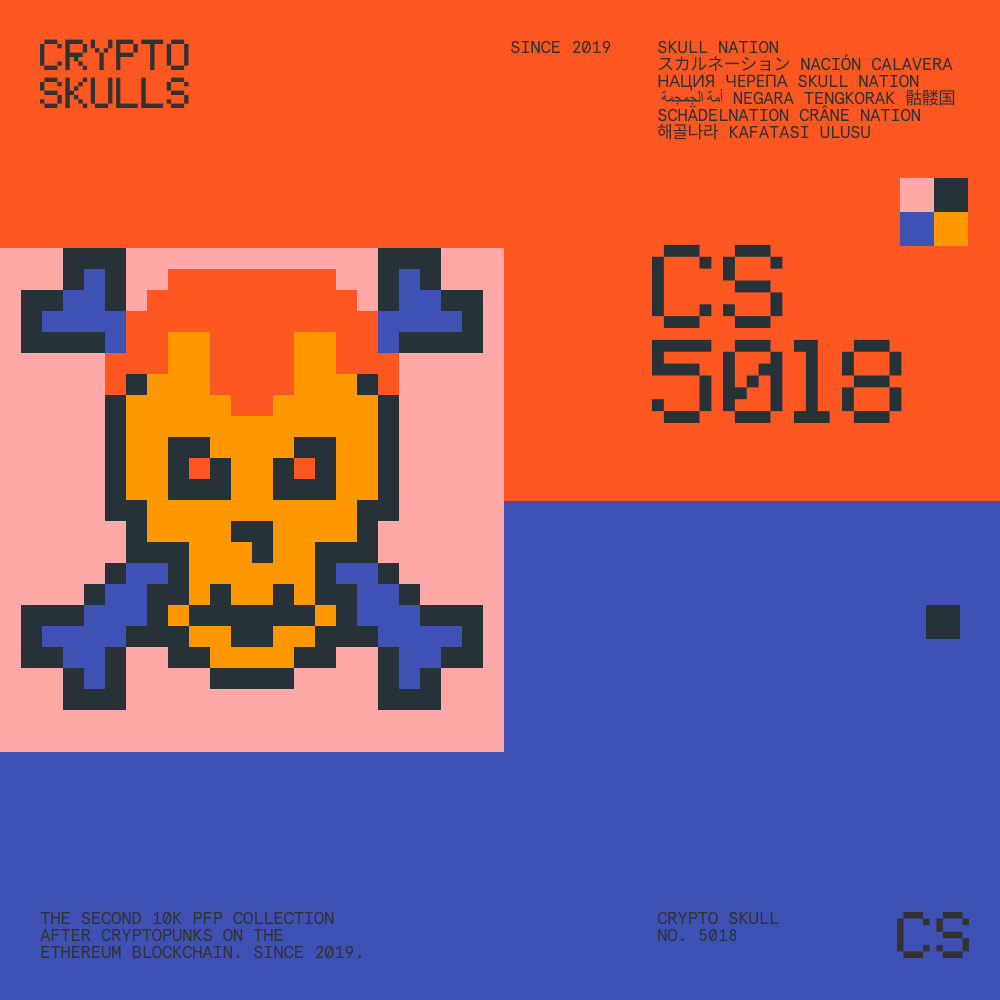 CRYPTO
SKULLS
SINCE 2019
SKULL NATION
スカルネーション NACIÓN CALAVERA
НАЦИЯ ЧЕРЕПА SKULL NATION
أمة الجمجمة NEGARA TENGKORAK 骷髅国
SCHÄDELNATION CRÂNE NATION
해골나라 KAFATASI ULUSU
CS
5018
THE SECOND 10K PFP COLLECTION
AFTER CRYPTOPUNKS ON THE
ETHEREUM BLOCKCHAIN. SINCE 2019.
CRYPTO SKULL
NO. 5018
CS